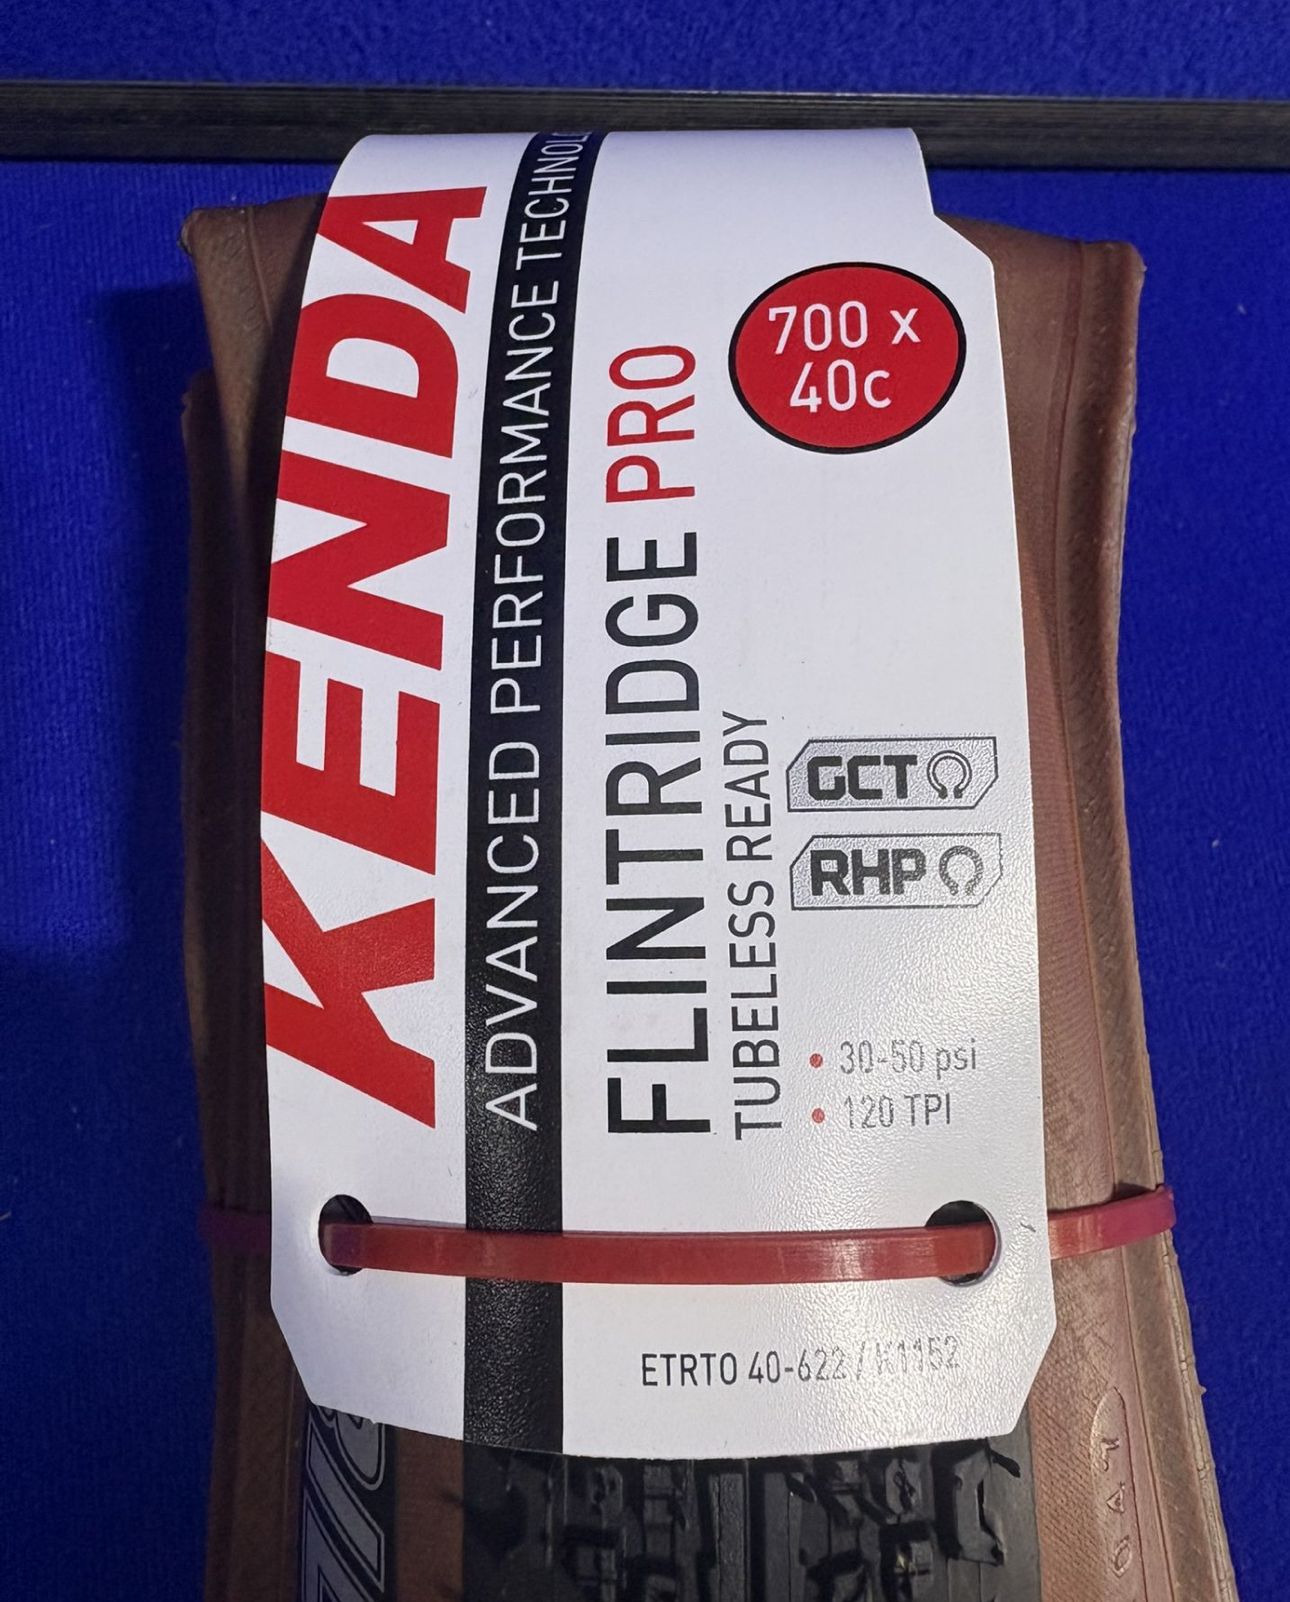 KENDA
ADVANCED PERFORMANCE TECHNOLO
FLINTRIDGE PRO
TUBELESS READY
700 x
40c
GCT
RHP
• 30-50 psi
• 120 TPI
ETRTO 40-622 / K1152